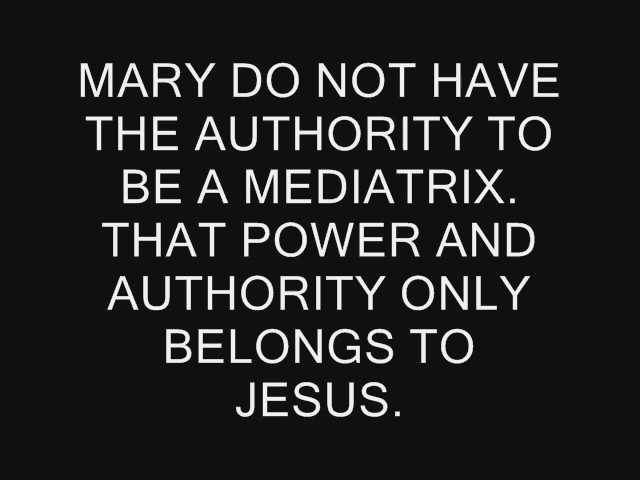 MARY DO NOT HAVE
THE AUTHORITY TO
BE A MEDIATRIX.
THAT POWER AND
AUTHORITY ONLY
BELONGS TO
JESUS.